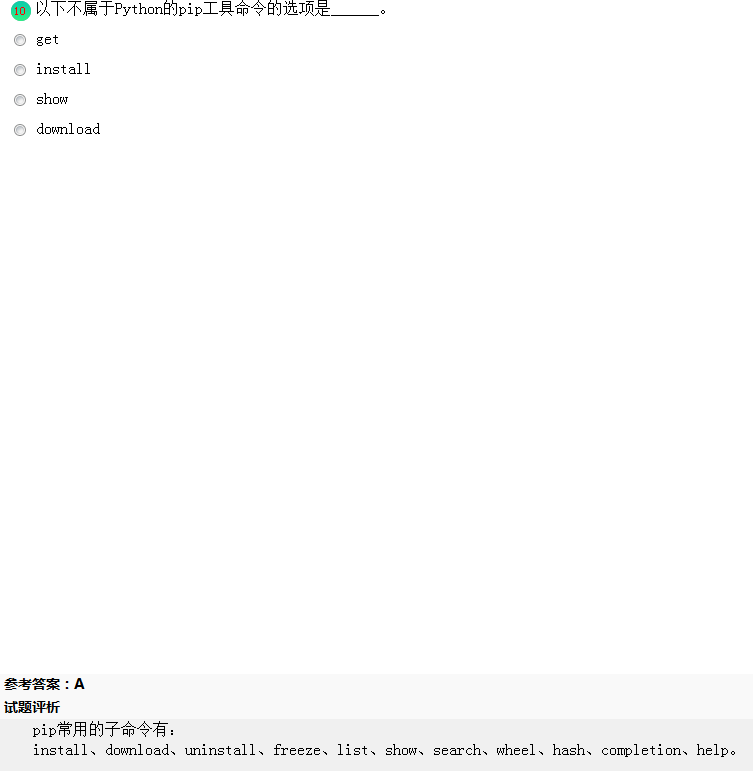 10 以下不属于Python的pip工具命令的选项是______。
get
install
show
download
参考答案：A
试题评析
pip常用的子命令有：
install、download、uninstall、freeze、list、show、search、wheel、hash、completion、help。